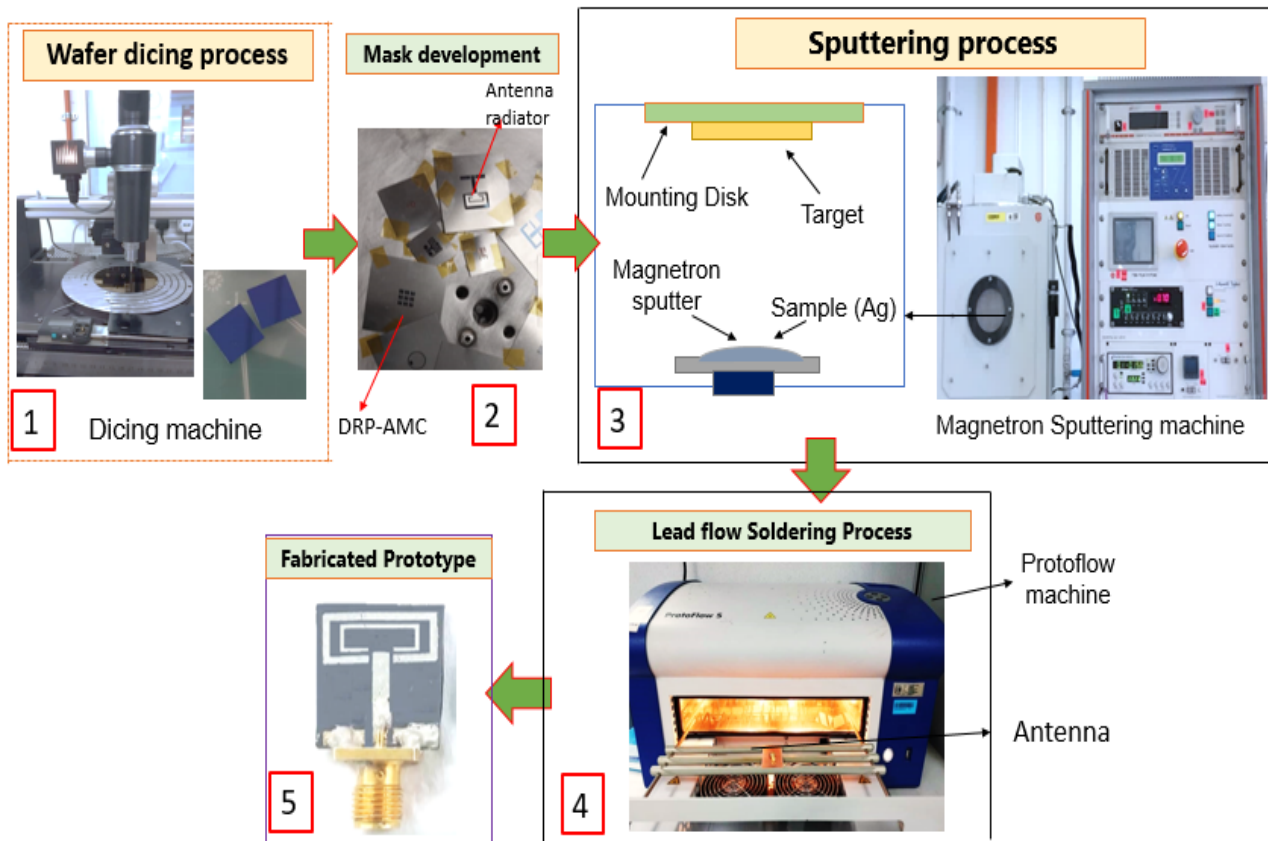 Wafer dicing process
1
Dicing machine
Mask development
Antenna
radiator
2
DRP-AMC
Sputtering process
Mounting Disk
Target
Magnetron
sputter
Sample (Ag)
3
Magnetron Sputtering machine
Lead flow Soldering Process
ProtoFlow S
Protoflow
machine
Antenna
4
Fabricated Prototype
5